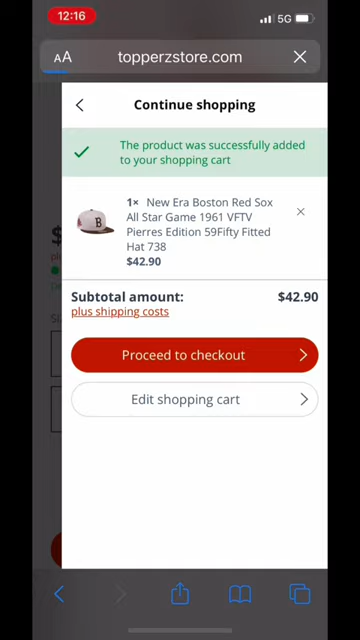 12:16
5G
AA
topperzstore.com
Continue shopping
The product was successfully added
to your shopping cart
1× New Era Boston Red Sox
All Star Game 1961 VFTV
Pierres Edition 59Fifty Fitted
Hat 738
$42.90
Subtotal amount: $42.90
plus shipping costs
Proceed to checkout
Edit shopping cart